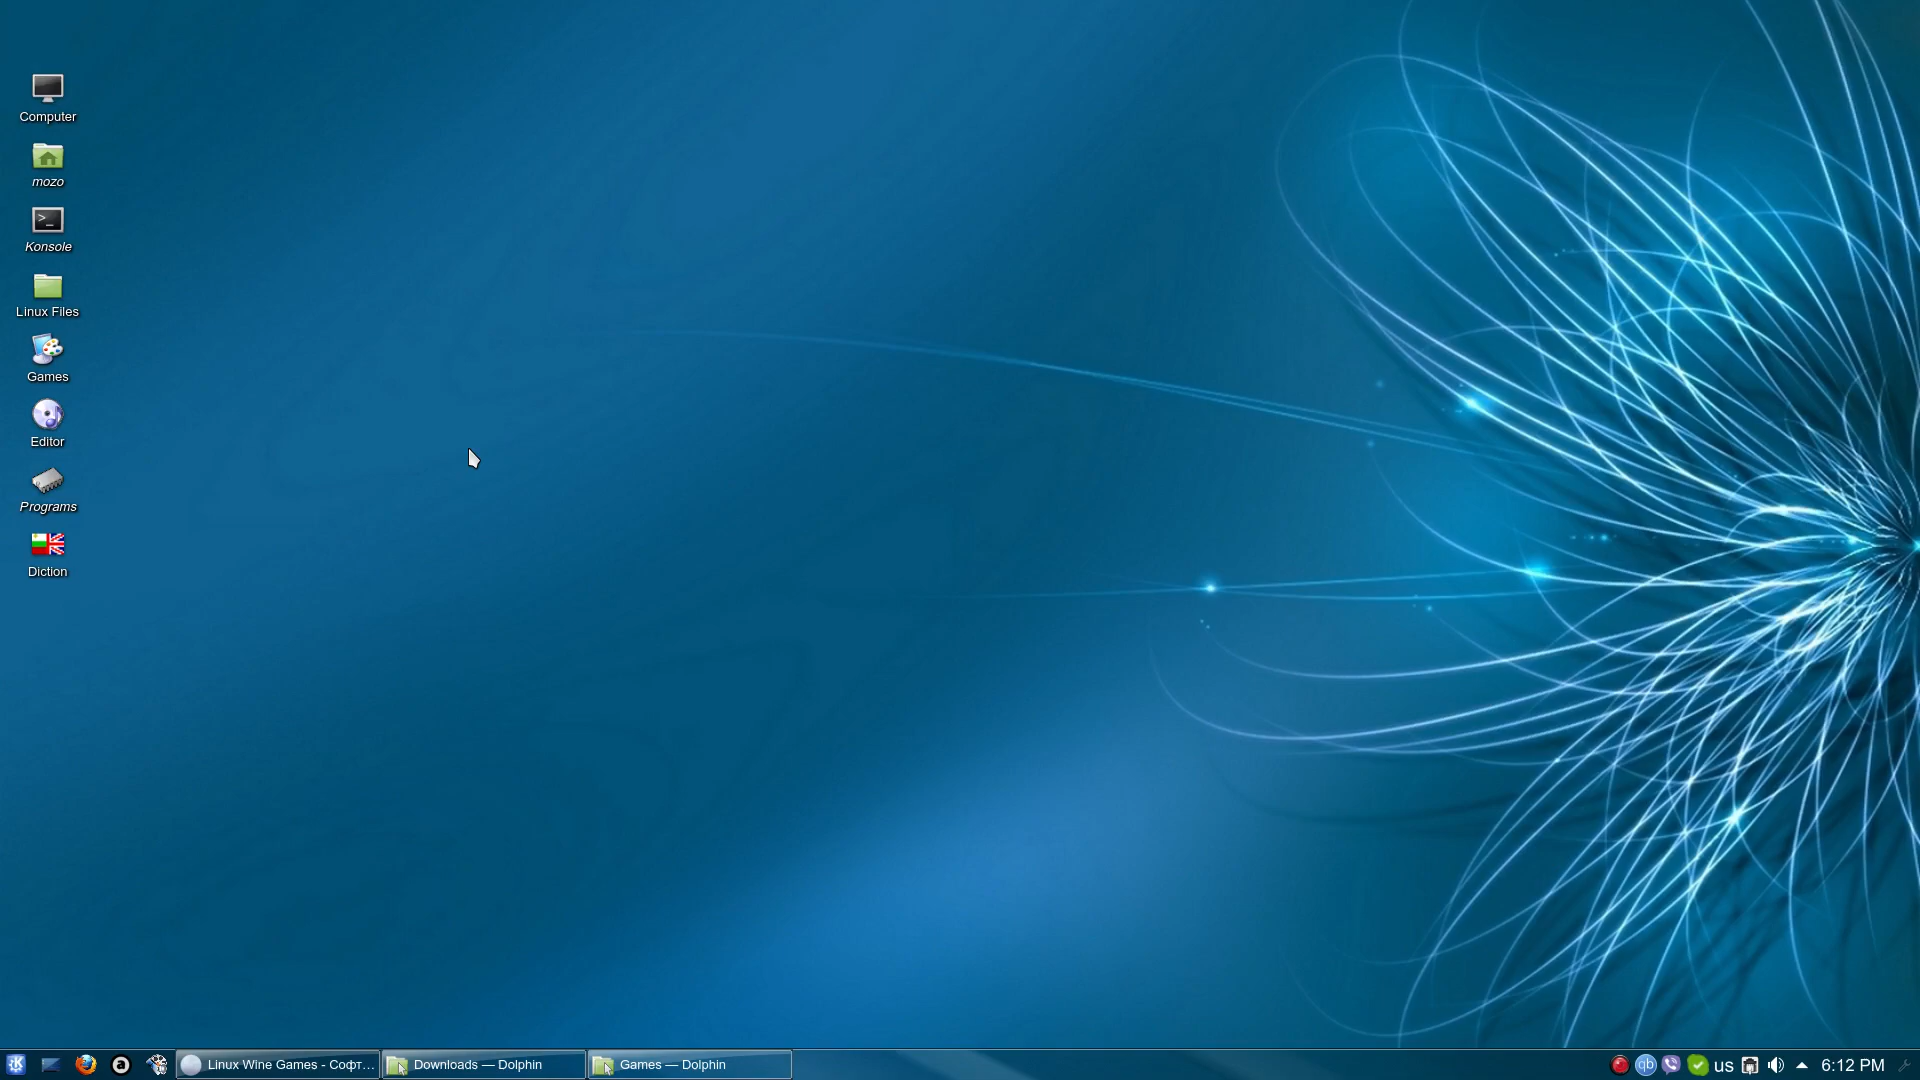 Computer
mozo
Konsole
Linux Files
Games
Editor
Programs
Diction
Linux Wine Games - Софт...
Downloads — Dolphin
Games — Dolphin
qb
us
6:12 PM